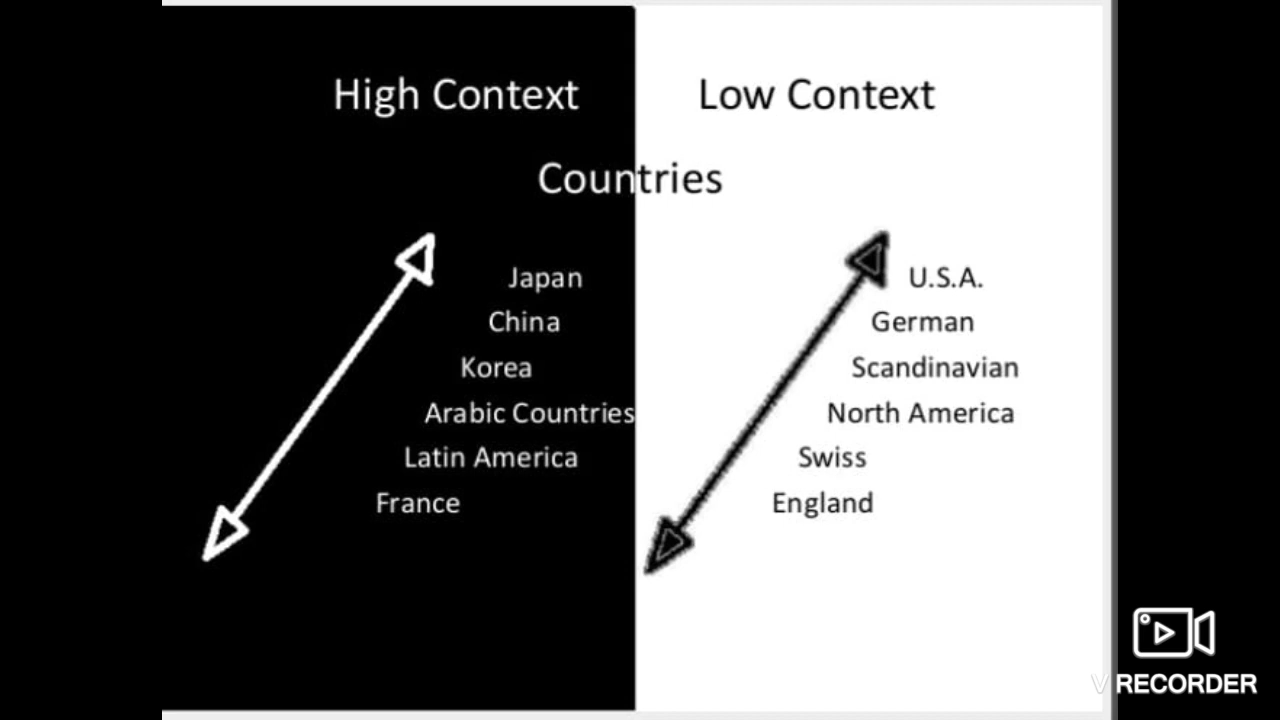 High Context
Low Context
Countries
Japan
China
Korea
Arabic Countries
Latin America
France
U.S.A.
German
Scandinavian
North America
Swiss
England
V RECORDER